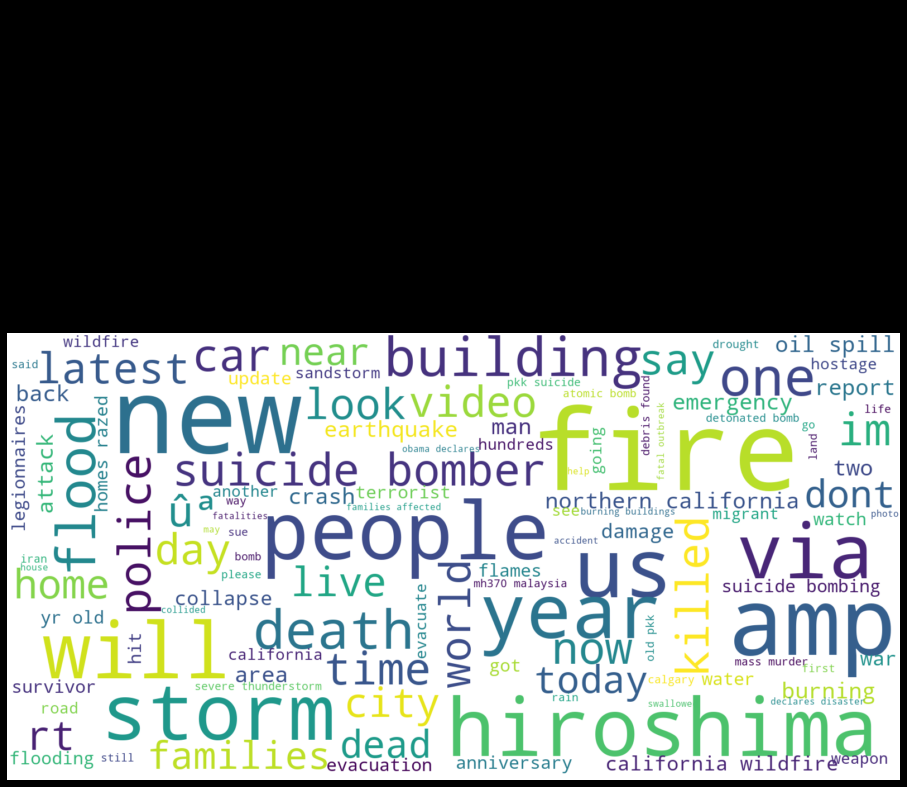 wildfire
said
latest
car
near
building
say
drought
oil spill
hostage
update
sandstorm
back
new
look
video
pkk suicide
atomic bomb
debris found
one
report
emergency
life
legionnaires
attack
flood
homes razed
earthquake
obama declares
man
hundreds
fire
going
fatal outbreak
detonated bomb
go
land
im
help
police
suicide bomber
two
another
crash
terrorist
northern california
dont
ûª
way
families affected
see
burning buildings
migrant
watch
photo
fatalities
may
sue
people
accident
damage
killed
via
iran
house
day
bomb
please
live
evacuate
world
flames
mh370 malaysia
us
suicide bombing
home
collapse
collided
yr old
hit
will
death
year
old pkk
amp
california
area
time
now
got
mass murder
first
war
survivor
severe thunderstorm
today
calgary
water
burning
road
storm
city
rain
swallowe
declares disaster
rt
hiroshima
flooding
still
families
dead
evacuation
anniversary
california wildfire
weapon